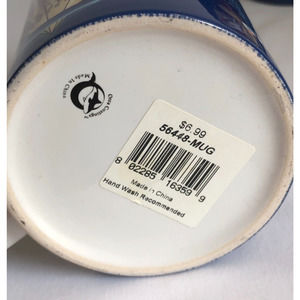 Made in China
$6.99
56448-MUG
8 02285 16359 9
Made in China
Hand Wash Recommended